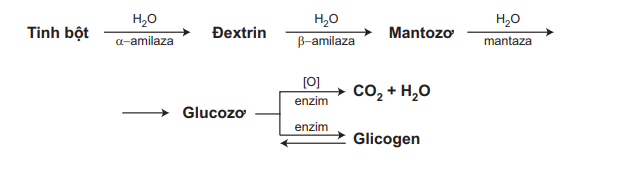 H₂O H₂O H₂O
Tinh bột Đextrin Mantozơ
α–amilaza β–amilaza mantaza
[O]
CO₂ + H₂O
enzim
Glucozơ
enzim
Glicogen